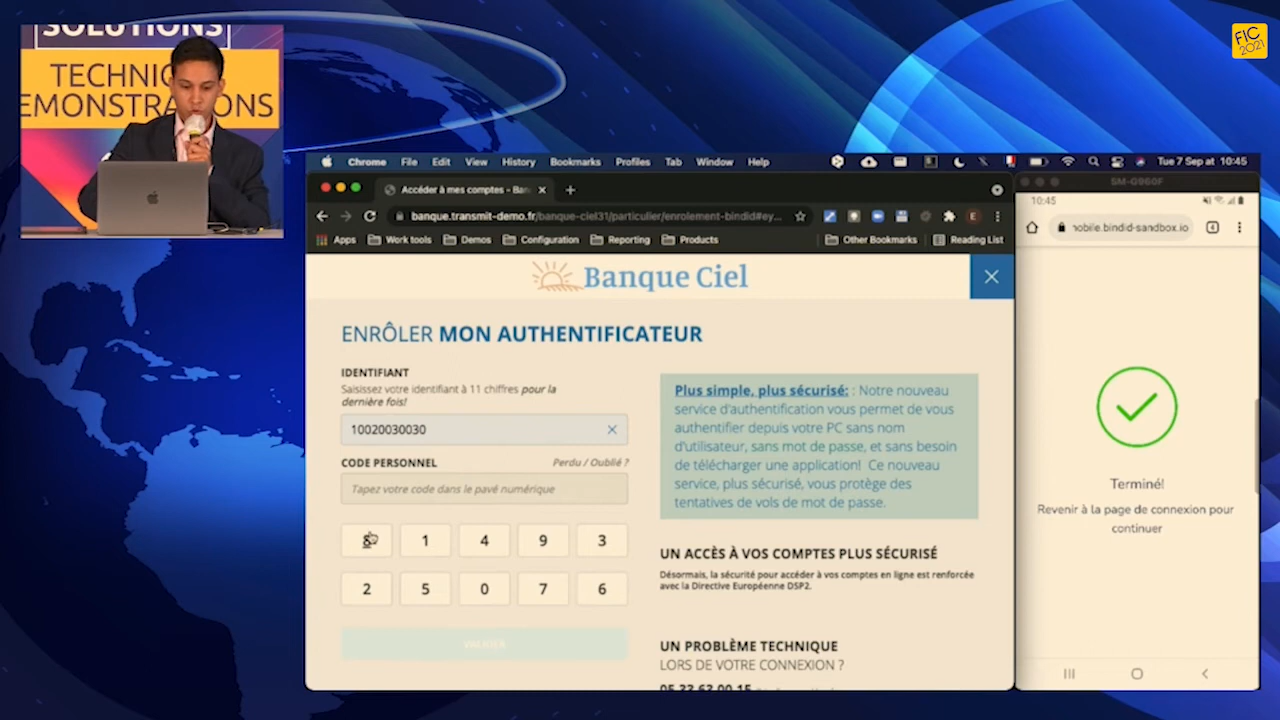 SOLUTIONS
TECHNIC
EMONSTRATIONS
FIC
2021
Chrome File Edit View History Bookmarks Profiles Tab Window Help
Tue 7 Sep at 10:45
Accéder à mes comptes - Ban
SM-G960F
banque.transmit-demo.fr/banque-ciel31/particulier/enrolement-bindid#ey...
E
10:45
Apps Work tools Demos Configuration Reporting Products Other Bookmarks Reading List
nobile.bindid-sandbox.io
4
Banque Ciel
ENRÔLER MON AUTHENTIFICATEUR
IDENTIFIANT
Saisissez votre identifiant à 11 chiffres pour la
dernière fois!
10020030030
CODE PERSONNEL
Perdu / Oublié ?
Tapez votre code dans le pavé numérique
8 1 4 9 3
2 5 0 7 6
VALIDER
Plus simple, plus sécurisé: : Notre nouveau
service d'authentification vous permet de vous
authentifier depuis votre PC sans nom
d'utilisateur, sans mot de passe, et sans besoin
de télécharger une application! Ce nouveau
service, plus sécurisé, vous protège des
tentatives de vols de mot de passe.
UN ACCÈS À VOS COMPTES PLUS SÉCURISÉ
Désormais, la sécurité pour accéder à vos comptes en ligne est renforcée
avec la Directive Européenne DSP2.
UN PROBLÈME TECHNIQUE
LORS DE VOTRE CONNEXION ?
05 33 63 00 15
Terminé!
Revenir à la page de connexion pour
continuer